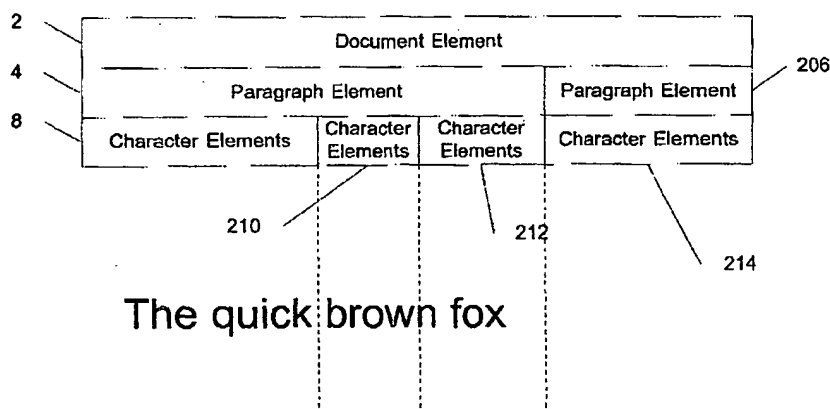 2
Document Element
4
Paragraph Element
Paragraph Element
206
8
Character Elements
Character Elements
Character Elements
Character Elements
210
212
214
The quick brown fox